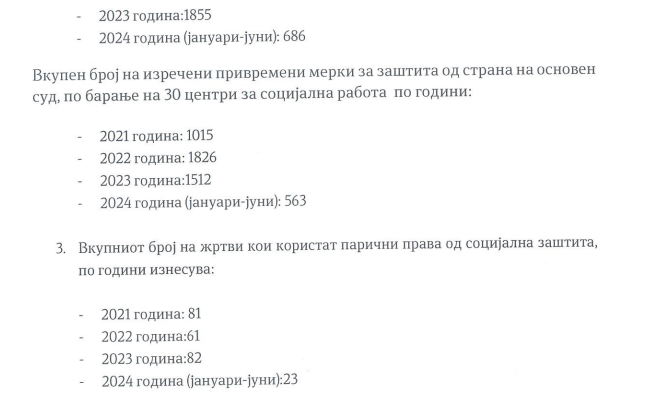 - 2023 година:1855
- 2024 година (јануари-јуни): 686
Вкупен број на изречени привремени мерки за заштита од страна на основен
суд, по барање на 30 центри за социјална работа по години:
- 2021 година: 1015
- 2022 година: 1826
- 2023 година:1512
- 2024 година (јануари-јуни): 563
3. Вкупниот број на жртви кои користат парични права од социјална заштита,
по години изнесува:
- 2021 година: 81
- 2022 година:61
- 2023 година:82
- 2024 година (јануари-јуни):23